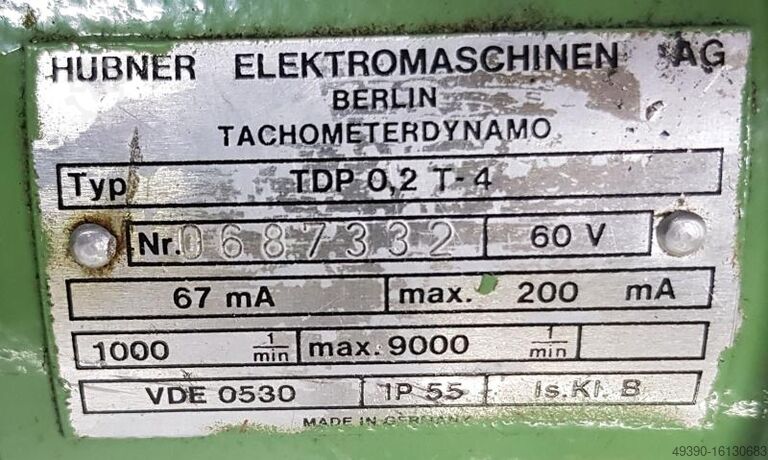 HÜBNER ELEKTROMASCHINEN AG
BERLIN
TACHOMETERDYNAMO
Typ TDP 0,2 T-4
Nr. 0687332 60 V
67 mA max. 200 mA
1000 1/min max. 9000 1/min
VDE 0530 IP 55 Is.Kl. B
MADE IN GERMANY
49390-16130683